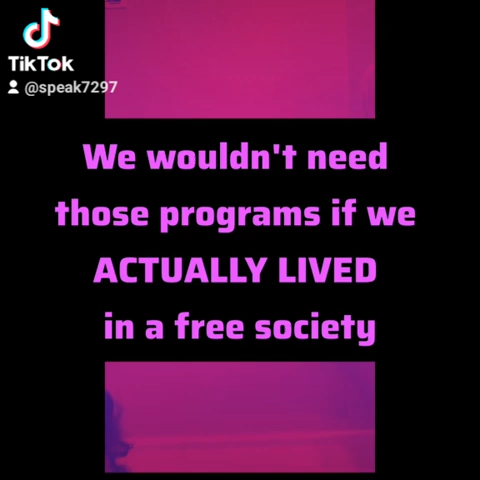 TikTok
@speak7297
We wouldn't need
those programs if we
ACTUALLY LIVED
in a free society